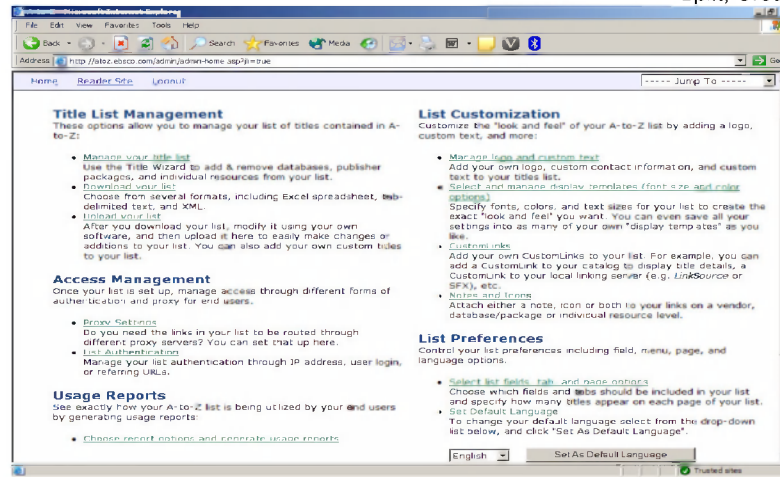 Microsoft Internet Explorer
File Edit View Favorites Tools Help
Back Search Favorites Media
Address http://atoz.ebsco.com/admin/admin-home asp?jli=true Go
Home Reader Site Logout ----- Jump To -----
Title List Management
These options allow you to manage your list of titles contained in A-
to-Z:
• Manage your title list
Use the Title Wizard to add & remove databases, publisher
packages, and individual resources from your list.
• Download your list
Choose from several formats, including Excel spreadsheet, tab-
delimited text, and XML.
• Upload your list
After you download your list, modify it using your own
software, and then upload it here to easily make changes or
additions to your list. You can also add your own custom titles
to your list.
Access Management
Once your list is set up, manage access through different forms of
authentication and proxy for end users.
• Proxy Settings
Do you need the links in your list to be routed through
different proxy servers? You can set that up here.
• List Authentication
Manage your list authentication through IP address, user login,
or referring URLs.
Usage Reports
See exactly how your A-to-Z list is being utilized by your end users
by generating usage reports:
• Choose report options and generate usage reports
List Customization
Customize the "look and feel" of your A-to-Z list by adding a logo,
custom text, and more:
• Manage logo and custom text
Add your own logo, custom contact information, and custom
text to your titles list.
• Select and manage display templates (font size and color
options)
Specify fonts, colors, and text sizes for your list to create the
exact "look and feel" you want. You can even save all your
settings into as many of your own "display templates" as you
like.
• CustomLinks
Add your own CustomLinks to your list. For example, you can
add a CustomLink to your catalog to display title details, a
CustomLink to your local linking server (e.g. LinkSource or
SFX), etc.
• Notes and Icons
Attach either a note, icon or both to your links on a vendor,
database/package or individual resource level.
List Preferences
Control your list preferences including field, menu, page, and
language options.
• Select list fields, tab, and page options
Choose which fields and tabs should be included in your list
and specify how many titles appear on each page of your list.
• Set Default Language
To change your default language select from the drop-down
list below, and click "Set As Default Language".
English Set As Default Language
Trusted sites